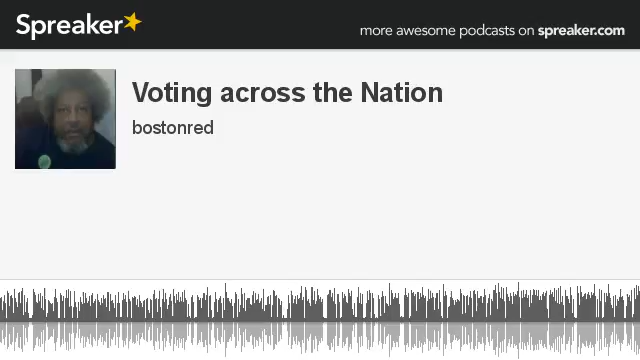 Spreaker
more awesome podcasts on spreaker.com
Voting across the Nation
bostonred